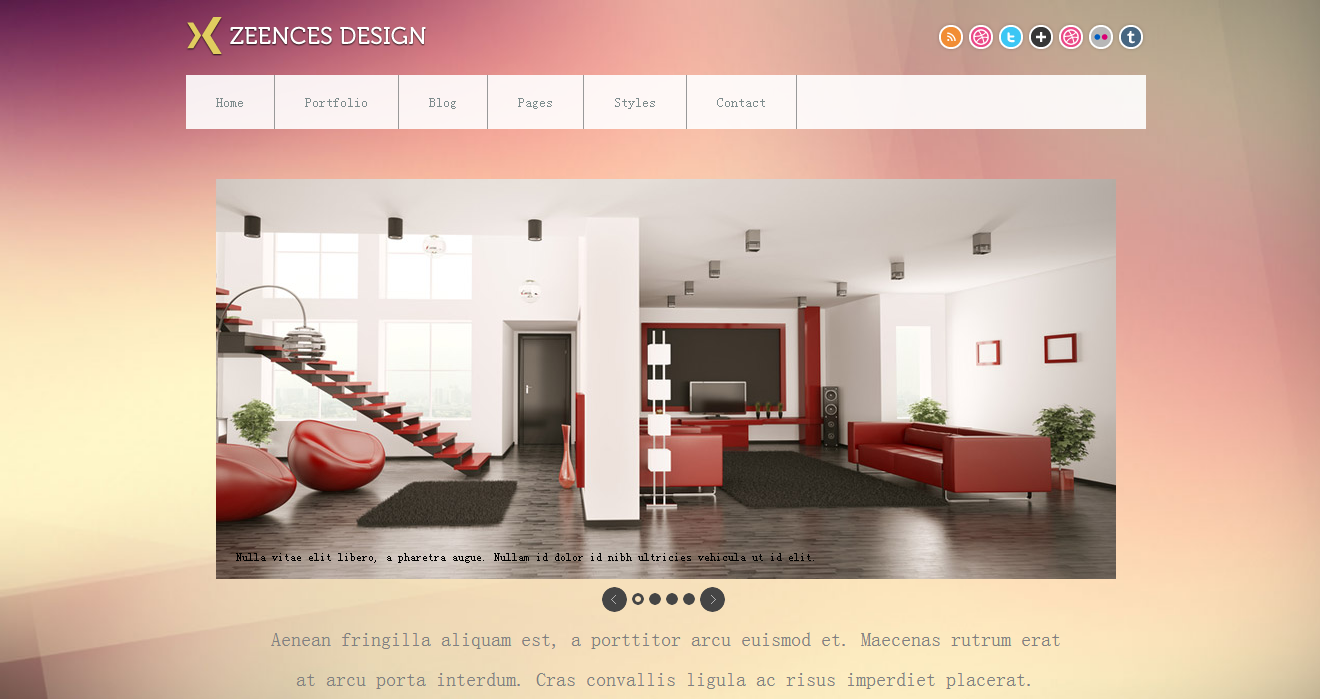 ZEENCES DESIGN
Home Portfolio Blog Pages Styles Contact
Nulla vitae elit libero, a pharetra augue. Nullam id dolor id nibh ultricies vehicula ut id elit.
Aenean fringilla aliquam est, a porttitor arcu euismod et. Maecenas rutrum erat
at arcu porta interdum. Cras convallis ligula ac risus imperdiet placerat.